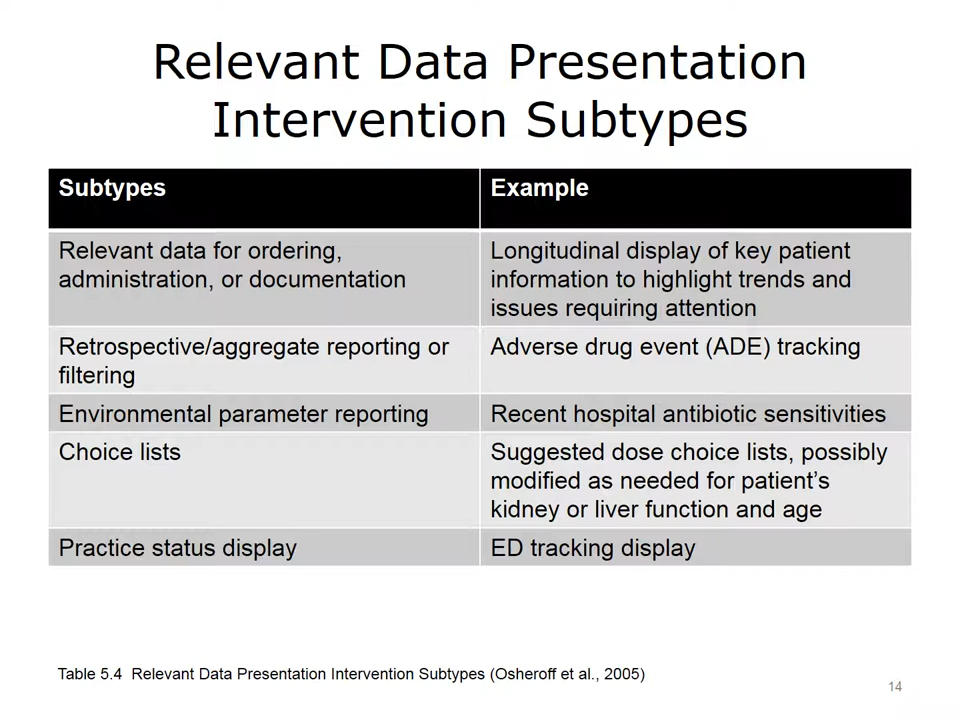 Relevant Data Presentation
Intervention Subtypes
Subtypes
Example
Relevant data for ordering,
administration, or documentation
Longitudinal display of key patient
information to highlight trends and
issues requiring attention
Retrospective/aggregate reporting or
filtering
Adverse drug event (ADE) tracking
Environmental parameter reporting
Recent hospital antibiotic sensitivities
Choice lists
Suggested dose choice lists, possibly
modified as needed for patient’s
kidney or liver function and age
Practice status display
ED tracking display
Table 5.4  Relevant Data Presentation Intervention Subtypes (Osheroff et al., 2005)
14